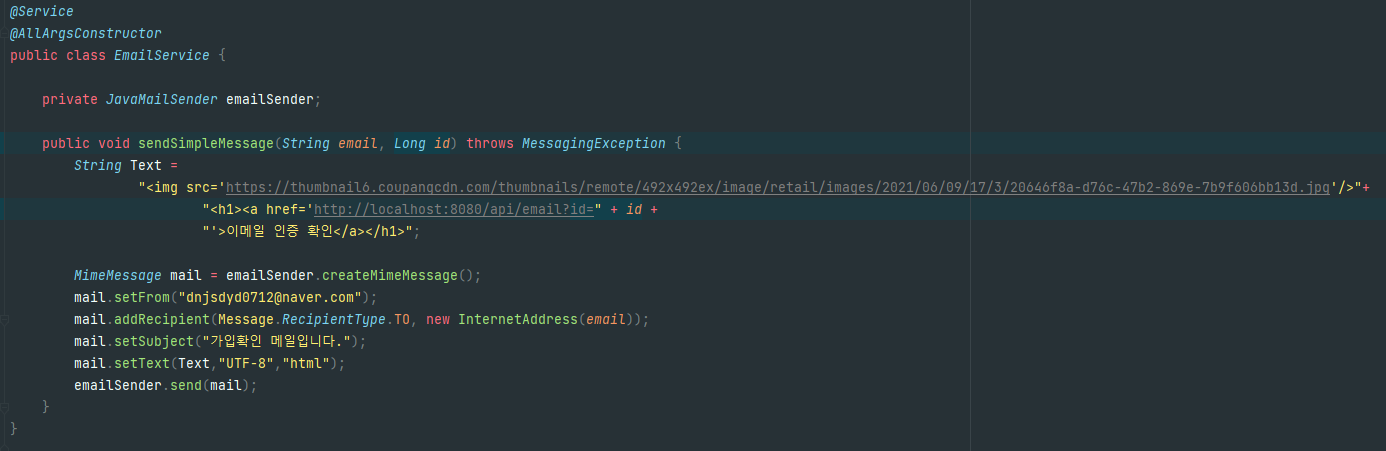 @Service
@AllArgsConstructor
public class EmailService {
private JavaMailSender emailSender;
public void sendSimpleMessage(String email, Long id) throws MessagingException {
String Text =
"<img src='https://thumbnail6.coupangcdn.com/thumbnails/remote/492x492ex/image/retail/images/2021/06/09/17/3/20646f8a-d76c-47b2-869e-7b9f606bb13d.jpg'/>"+
"<h1><a href='http://localhost:8080/api/email?id=" + id +
"'>이메일 인증 확인</a></h1>";
MimeMessage mail = emailSender.createMimeMessage();
mail.setFrom("dnjsdyd0712@naver.com");
mail.addRecipient(Message.RecipientType.TO, new InternetAddress(email));
mail.setSubject("가입확인 메일입니다.");
mail.setText(Text,"UTF-8","html");
emailSender.send(mail);
}
}